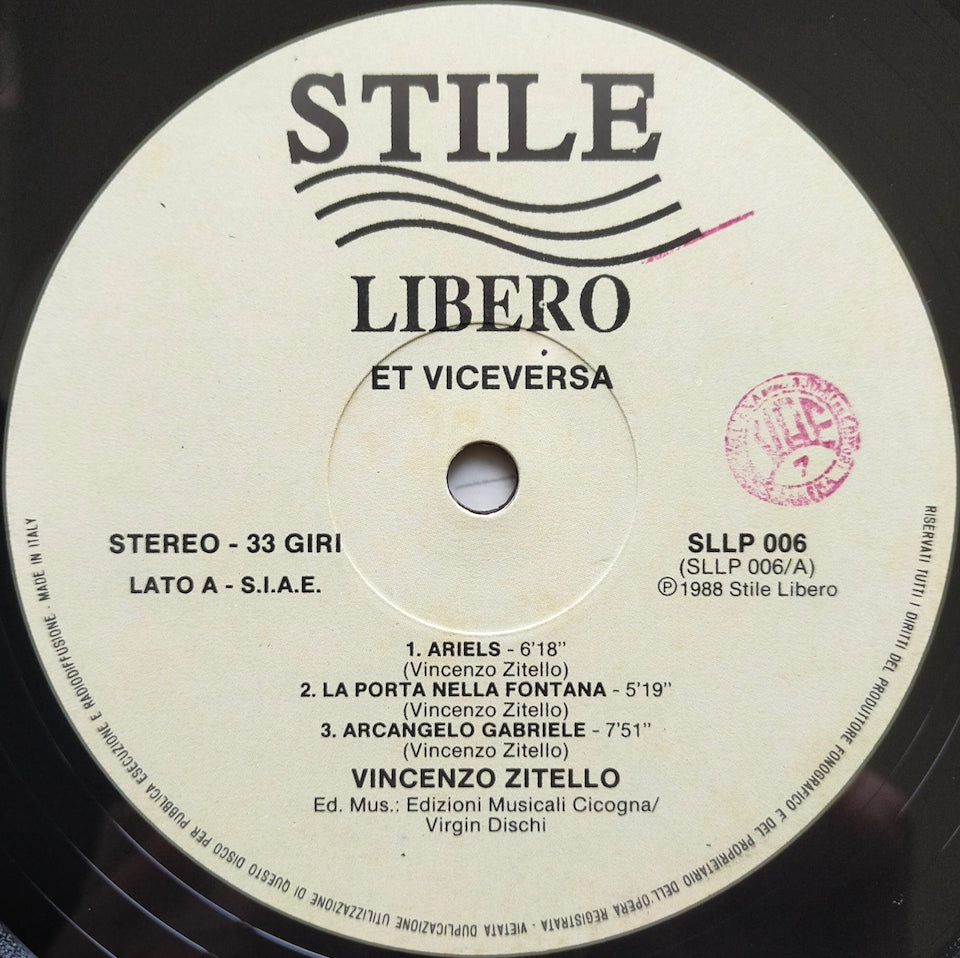 STILE
LIBERO
ET VICEVERSA
STEREO - 33 GIRI
LATO A - S.I.A.E.
SLLP 006
(SLLP 006/A)
℗1988 Stile Libero
1. ARIELS - 6'18"
(Vincenzo Zitello)
2. LA PORTA NELLA FONTANA - 5'19"
(Vincenzo Zitello)
3. ARCANGELO GABRIELE - 7'51"
(Vincenzo Zitello)
VINCENZO ZITELLO
Ed. Mus.: Edizioni Musicali Cicogna/
Virgin Dischi
RISERVATI TUTTI I DIRITTI DEL PRODUTTORE FONOGRAFICO E DEL PROPRIETARIO DELL'OPERA REGISTRATA - VIETATA DUPLICAZIONE UTILIZZAZIONE DI QUESTO DISCO PER PUBBLICA ESECUZIONE E RADIODIFFUSIONE - MADE IN ITALY
7